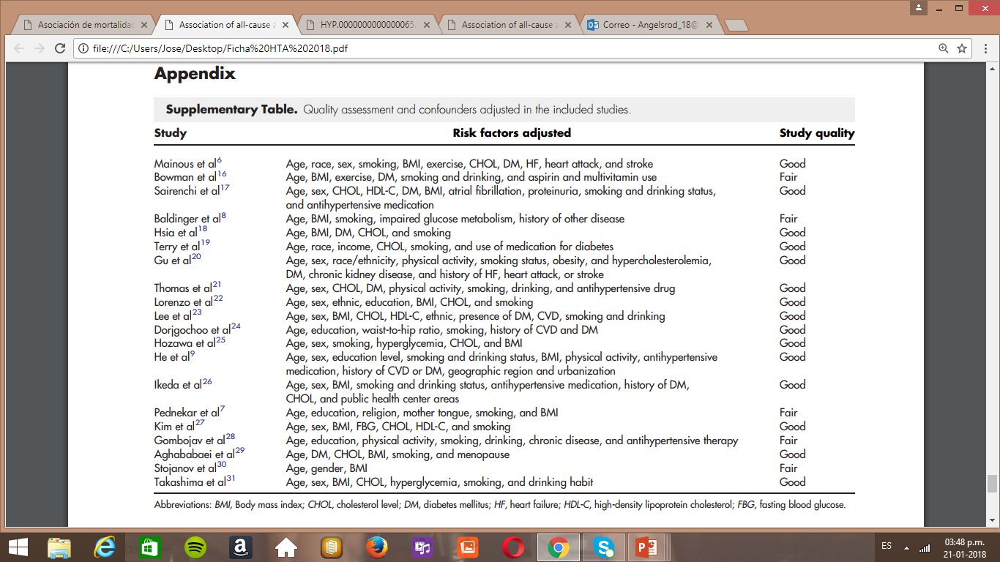 Asociación de mortalidad
Association of all-cause a
HYP.0000000000000065.
Association of all-cause a
Correo - Angelsrod_18@
file:///C:/Users/Jose/Desktop/Ficha%20HTA%202018.pdf
Appendix
Supplementary Table. Quality assessment and confounders adjusted in the included studies.
Study Risk factors adjusted Study quality
Mainous et al6 Age, race, sex, smoking, BMI, exercise, CHOL, DM, HF, heart attack, and stroke Good
Bowman et al16 Age, BMI, exercise, DM, smoking and drinking, and aspirin and multivitamin use Fair
Sairenchi et al17 Age, sex, CHOL, HDL-C, DM, BMI, atrial fibrillation, proteinuria, smoking and drinking status, Good
and antihypertensive medication
Baldinger et al8 Age, BMI, smoking, impaired glucose metabolism, history of other disease Fair
Hsia et al18 Age, BMI, DM, CHOL, and smoking Good
Terry et al19 Age, race, income, CHOL, smoking, and use of medication for diabetes Good
Gu et al20 Age, sex, race/ethnicity, physical activity, smoking status, obesity, and hypercholesterolemia, Good
DM, chronic kidney disease, and history of HF, heart attack, or stroke
Thomas et al21 Age, sex, CHOL, DM, physical activity, smoking, drinking, and antihypertensive drug Good
Lorenzo et al22 Age, sex, ethnic, education, BMI, CHOL, and smoking Good
Lee et al23 Age, sex, BMI, CHOL, HDL-C, ethnic, presence of DM, CVD, smoking and drinking Good
Dorjgochoo et al24 Age, education, waist-to-hip ratio, smoking, history of CVD and DM Good
Hozawa et al25 Age, sex, smoking, hyperglycemia, CHOL, and BMI Good
He et al9 Age, sex, education level, smoking and drinking status, BMI, physical activity, antihypertensive Good
medication, history of CVD or DM, geographic region and urbanization
Ikeda et al26 Age, sex, BMI, smoking and drinking status, antihypertensive medication, history of DM, Good
CHOL, and public health center areas
Pednekar et al7 Age, education, religion, mother tongue, smoking, and BMI Fair
Kim et al27 Age, sex, BMI, FBG, CHOL, HDL-C, and smoking Good
Gombojav et al28 Age, education, physical activity, smoking, drinking, chronic disease, and antihypertensive therapy Fair
Aghababaei et al29 Age, DM, CHOL, BMI, smoking, and menopause Good
Stojanov et al30 Age, gender, BMI Fair
Takashima et al31 Age, sex, BMI, CHOL, hyperglycemia, smoking, and drinking habit Good
Abbreviations: BMI, Body mass index; CHOL, cholesterol level; DM, diabetes mellitus; HF, heart failure; HDL-C, high-density lipoprotein cholesterol; FBG, fasting blood glucose.
ES
03:48 p.m.
21-01-2018